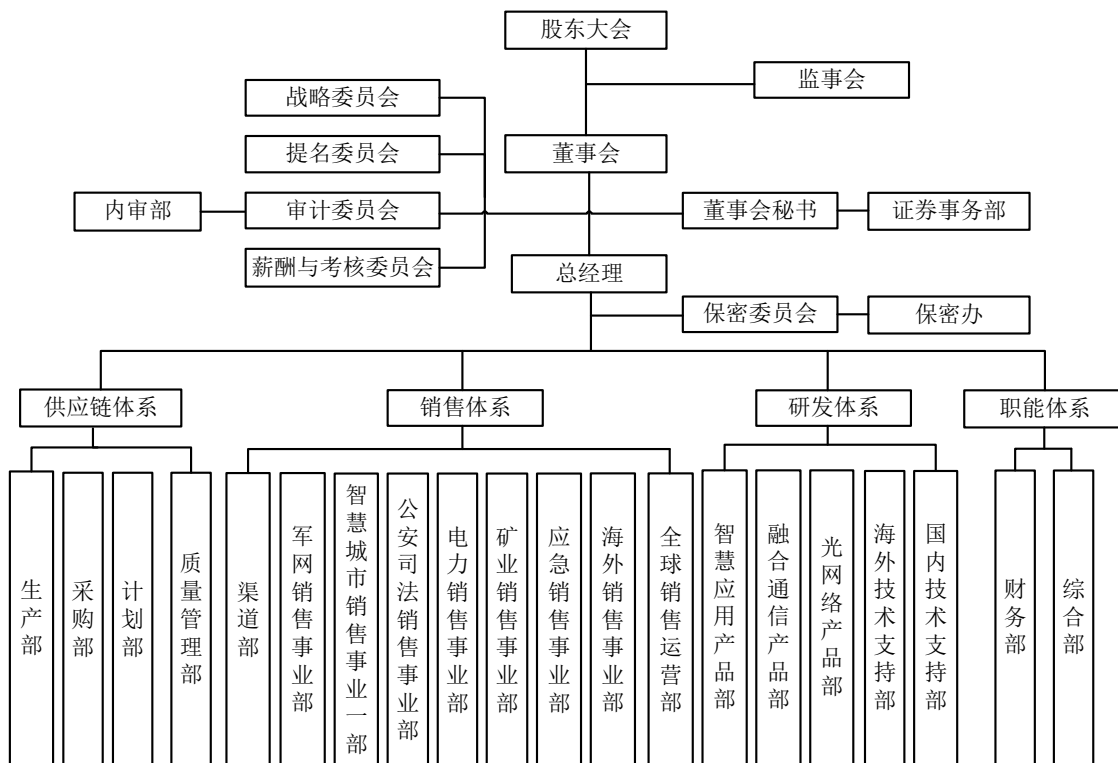 股东大会
监事会
战略委员会
提名委员会
董事会
内审部
审计委员会
董事会秘书
证券事务部
薪酬与考核委员会
总经理
保密委员会
保密办
供应链体系
销售体系
研发体系
职能体系
生产部
采购部
计划部
质量管理部
渠道部
军网销售事业部
智慧城市销售事业一部
公安司法销售事业部
电力销售事业部
矿业销售事业部
应急销售事业部
海外销售事业部
全球销售运营部
智慧应用产品部
融合通信产品部
光网络产品部
海外技术支持部
国内技术支持部
财务部
综合部